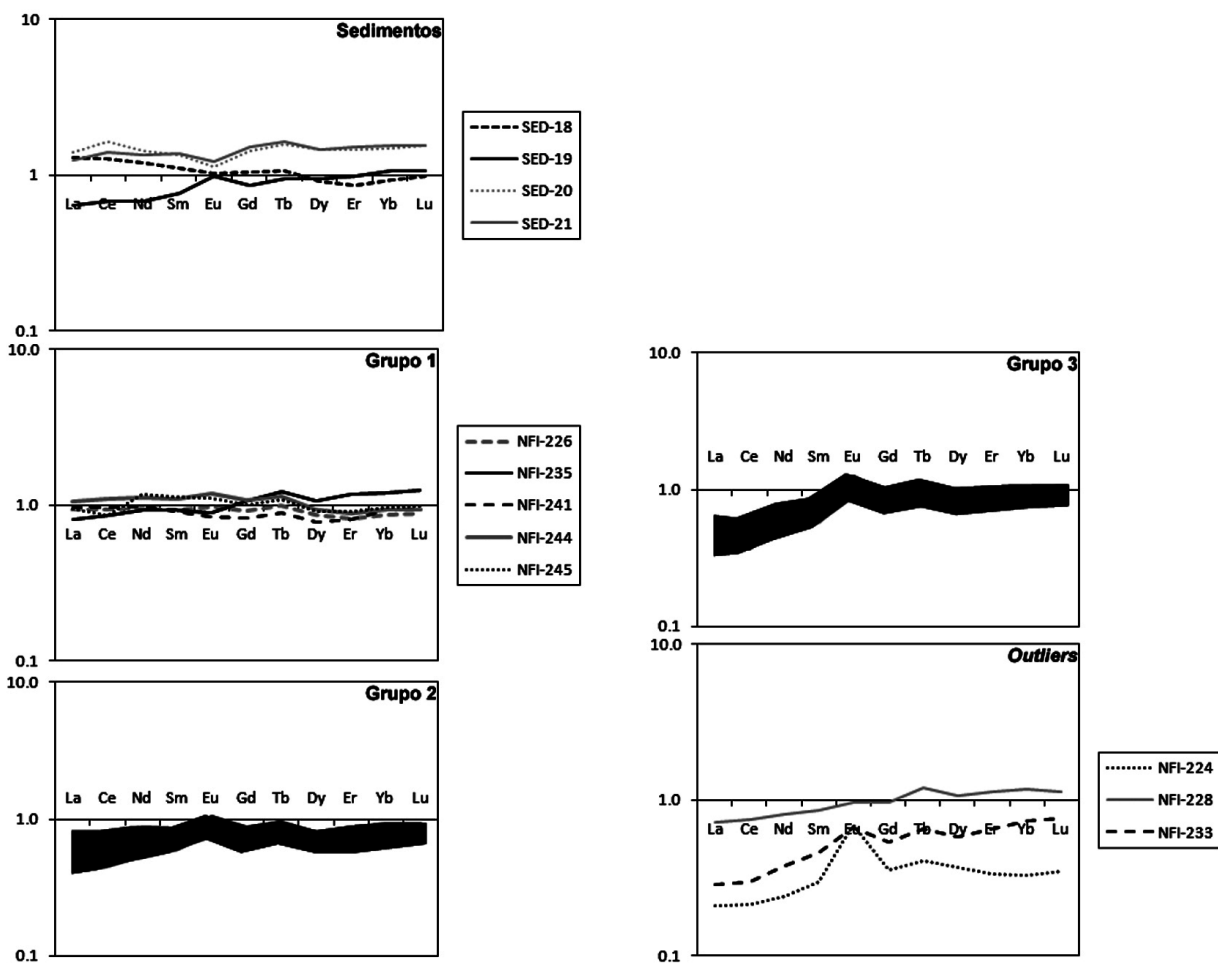 Sedimentos
10
1
0.1
La Ce Nd Sm Eu Gd Tb Dy Er Yb Lu
SED-18
SED-19
SED-20
SED-21
Grupo 1
10.0
1.0
0.1
La Ce Nd Sm Eu Gd Tb Dy Er Yb Lu
NFI-226
NFI-235
NFI-241
NFI-244
NFI-245
Grupo 2
10.0
1.0
0.1
La Ce Nd Sm Eu Gd Tb Dy Er Yb Lu
Grupo 3
10.0
1.0
0.1
La Ce Nd Sm Eu Gd Tb Dy Er Yb Lu
Outliers
10.0
1.0
0.1
La Ce Nd Sm Eu Gd Tb Dy Er Yb Lu
NFI-224
NFI-228
NFI-233